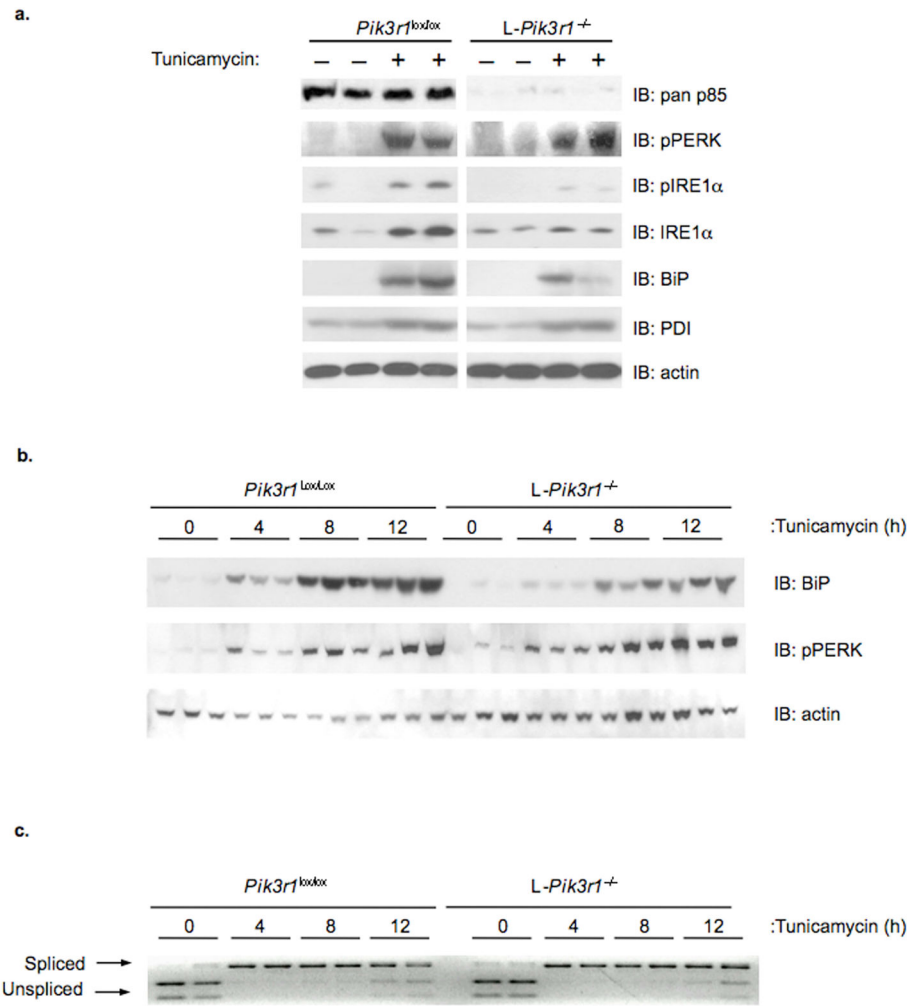 a.
Pik3r1lox/lox L-Pik3r1-/-
Tunicamycin: – – + + – – + +
IB: pan p85
IB: pPERK
IB: pIRE1α
IB: IRE1α
IB: BiP
IB: PDI
IB: actin
b.
Pik3r1Lox/Lox L-Pik3r1-/-
0 4 8 12 0 4 8 12 :Tunicamycin (h)
IB: BiP
IB: pPERK
IB: actin
c.
Pik3r1lox/lox L-Pik3r1-/-
0 4 8 12 0 4 8 12 :Tunicamycin (h)
Spliced
Unspliced